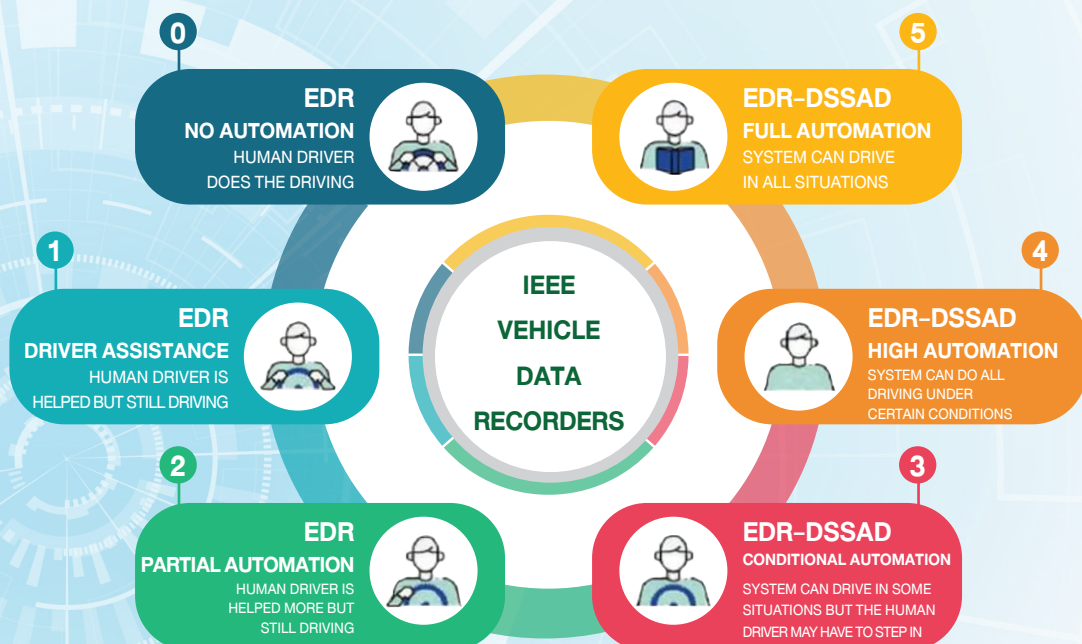 0
EDR
NO AUTOMATION
HUMAN DRIVER
DOES THE DRIVING
1
EDR
DRIVER ASSISTANCE
HUMAN DRIVER IS
HELPED BUT STILL DRIVING
2
EDR
PARTIAL AUTOMATION
HUMAN DRIVER IS
HELPED MORE BUT
STILL DRIVING
IEEE
VEHICLE
DATA
RECORDERS
5
EDR-DSSAD
FULL AUTOMATION
SYSTEM CAN DRIVE
IN ALL SITUATIONS
4
EDR-DSSAD
HIGH AUTOMATION
SYSTEM CAN DO ALL
DRIVING UNDER
CERTAIN CONDITIONS
3
EDR-DSSAD
CONDITIONAL AUTOMATION
SYSTEM CAN DRIVE IN SOME
SITUATIONS BUT THE HUMAN
DRIVER MAY HAVE TO STEP IN